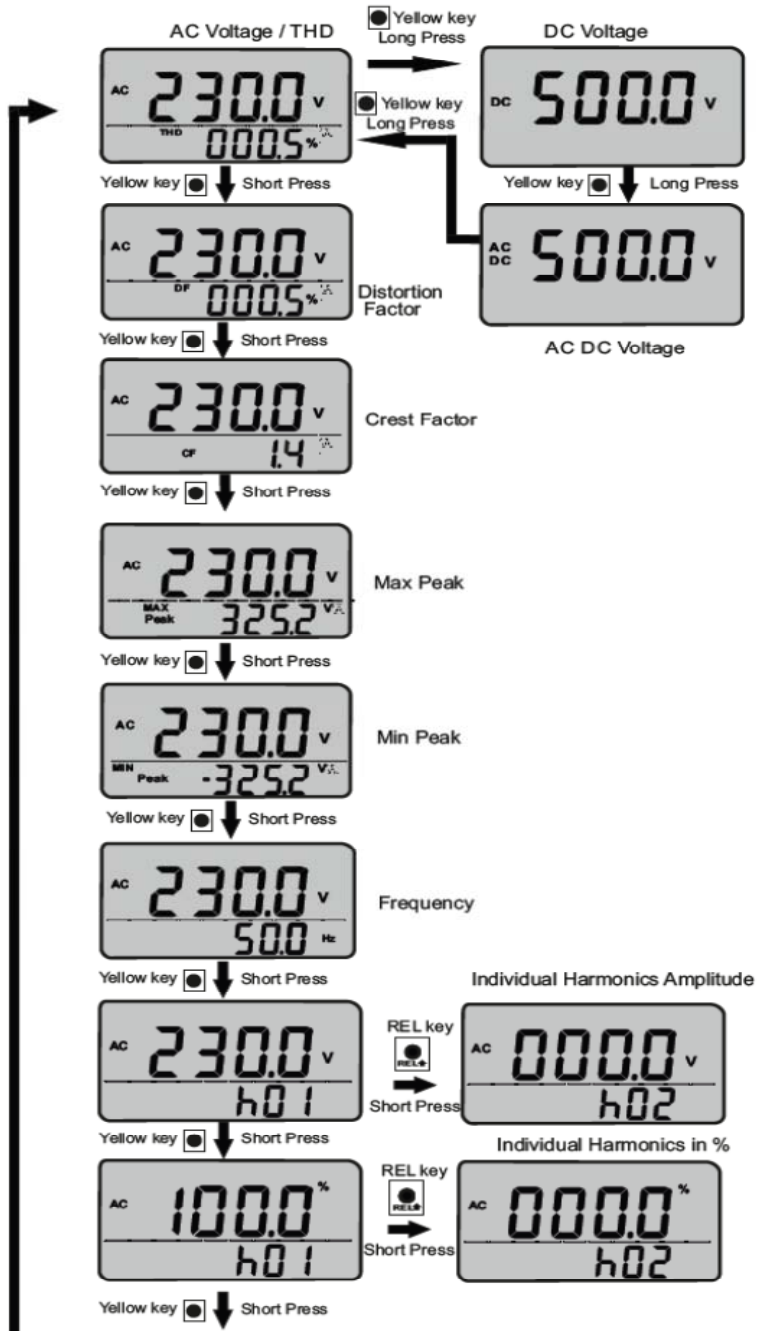 AC Voltage / THD
Yellow key
Long Press
DC Voltage
AC 230.0 V
THD 000.5 %
Yellow key
Long Press
DC 500.0 V
Yellow key Short Press
Yellow key Long Press
AC 230.0 V
DF 000.5 %
Distortion
Factor
AC
DC 500.0 V
AC DC Voltage
Yellow key Short Press
AC 230.0 V
CF 1.4
Crest Factor
Yellow key Short Press
AC 230.0 V
MAX
Peak 325.2 V
Max Peak
Yellow key Short Press
AC 230.0 V
MIN
Peak -325.2 V
Min Peak
Yellow key Short Press
AC 230.0 V
50.0 Hz
Frequency
Yellow key Short Press
Individual Harmonics Amplitude
AC 230.0 V
h01
REL key
REL
Short Press
AC 000.0 V
h02
Yellow key Short Press
Individual Harmonics in %
AC 100.0 %
h01
REL key
REL
Short Press
AC 000.0 %
h02
Yellow key Short Press